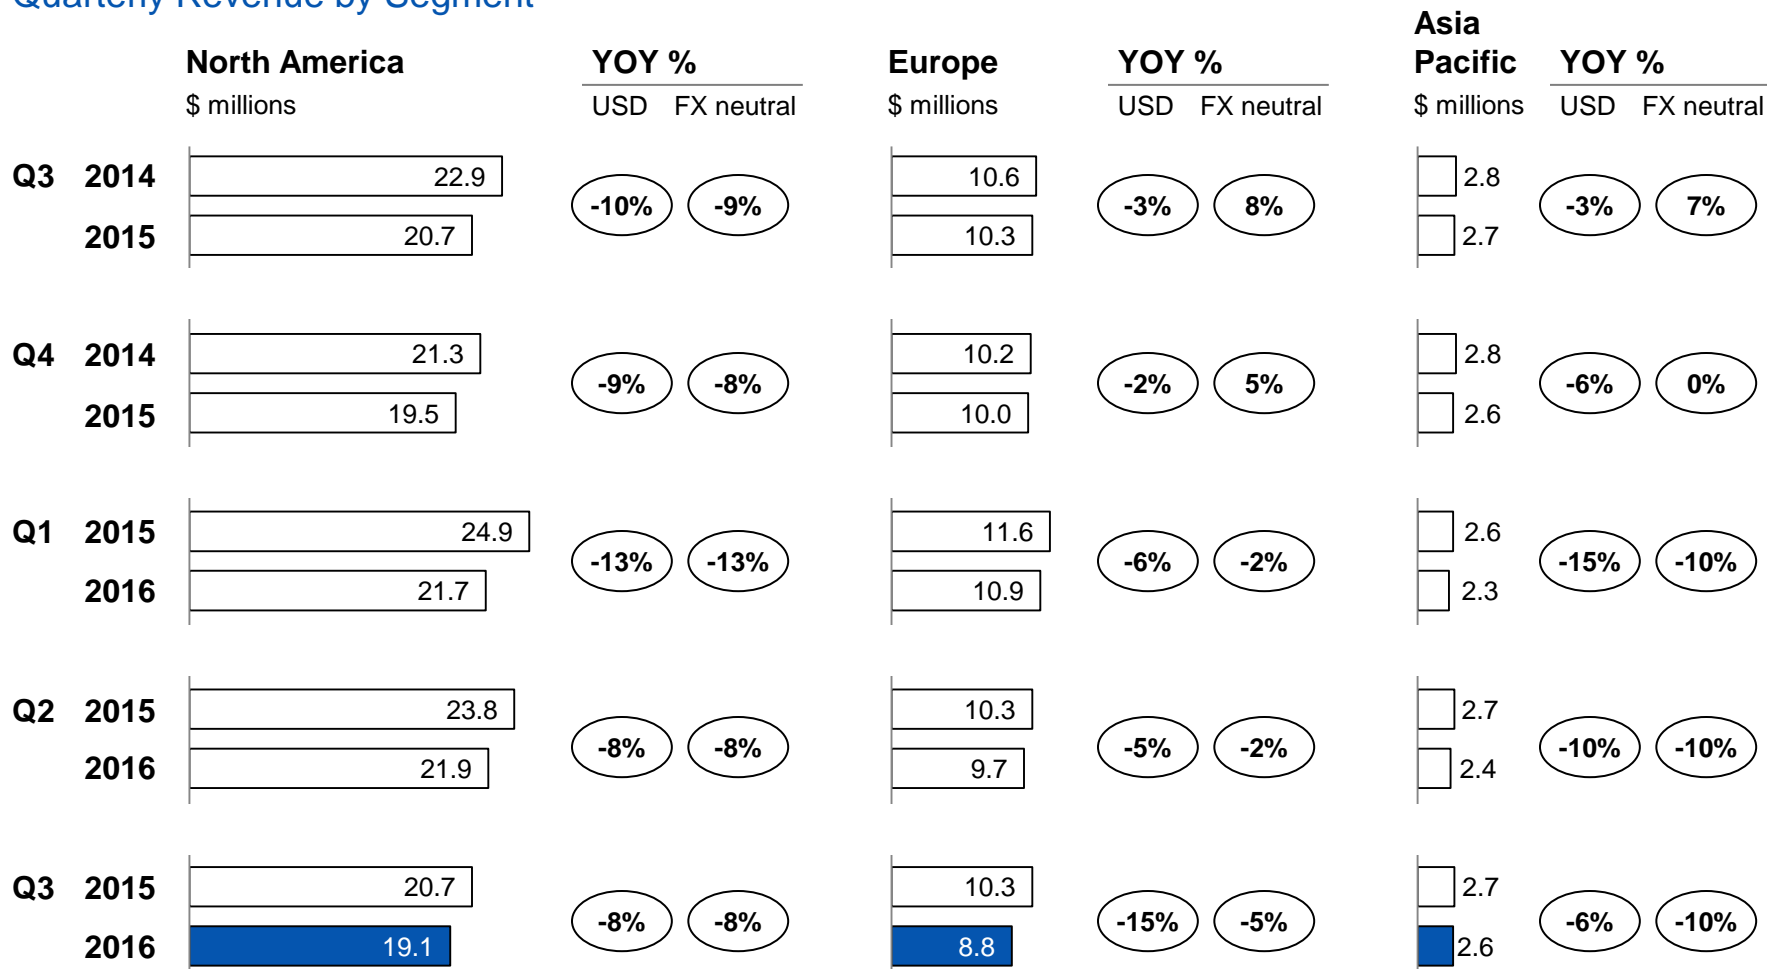 Quarterly Revenue by Segment
North America YOY % Europe YOY % Asia Pacific YOY %
$ millions USD FX neutral $ millions USD FX neutral $ millions USD FX neutral
Q3 2014 22.9 10.6 2.8
-10% -9% -3% 8% -3% 7%
2015 20.7 10.3 2.7
Q4 2014 21.3 10.2 2.8
-9% -8% -2% 5% -6% 0%
2015 19.5 10.0 2.6
Q1 2015 24.9 11.6 2.6
-13% -13% -6% -2% -15% -10%
2016 21.7 10.9 2.3
Q2 2015 23.8 10.3 2.7
-8% -8% -5% -2% -10% -10%
2016 21.9 9.7 2.4
Q3 2015 20.7 10.3 2.7
-8% -8% -15% -5% -6% -10%
2016 19.1 8.8 2.6